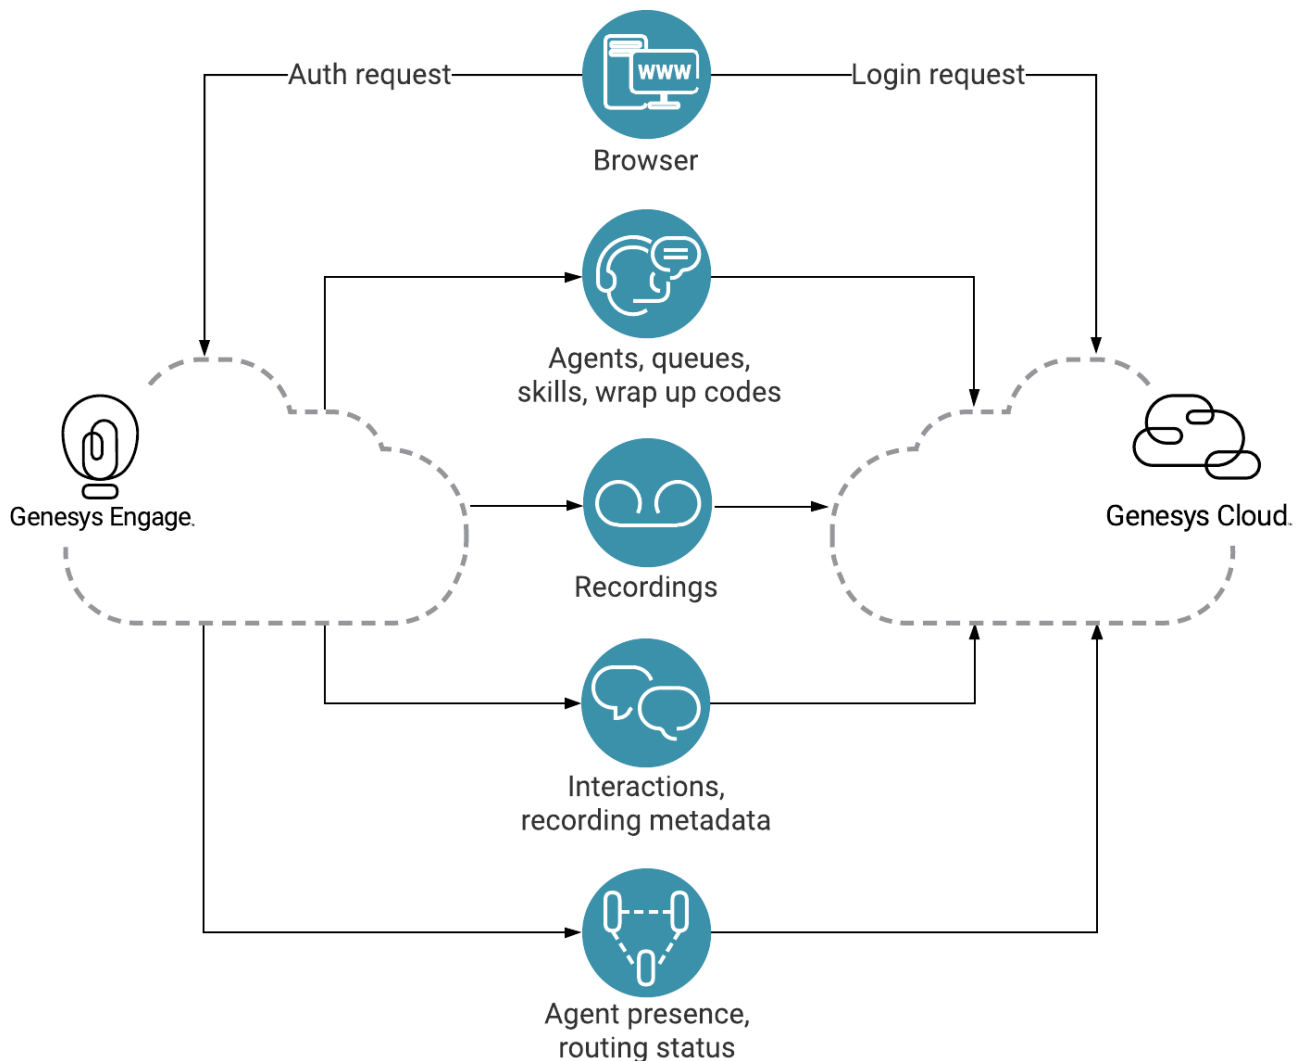 Auth request
www
Login request
Browser
Agents, queues,
skills, wrap up codes
Genesys Engage.
Genesys Cloud.
Recordings
Interactions,
recording metadata
Agent presence,
routing status